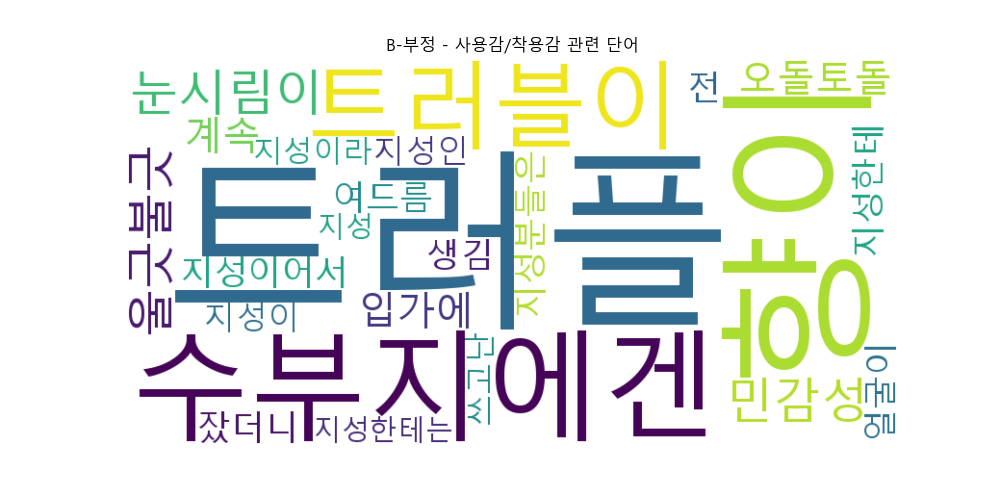 B-부정 - 사용감/착용감 관련 단어
눈시림이
트러블이
전
오돌토돌
계속
지성이라
지성인
울긋불긋
트러플
여드름
지성
생김
지성분들은
향이
지성한테
지성이어서
지성이
입가에
수부지에겐
쓰고난
민감성
얼굴이
잤더니
지성한테는